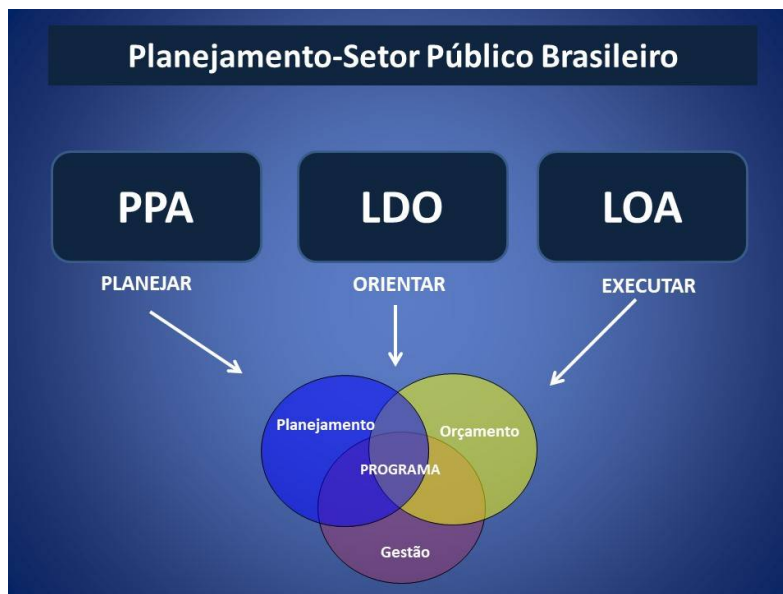 Planejamento-Setor Público Brasileiro
PPA
LDO
LOA
PLANEJAR
ORIENTAR
EXECUTAR
Planejamento
Orçamento
PROGRAMA
Gestão